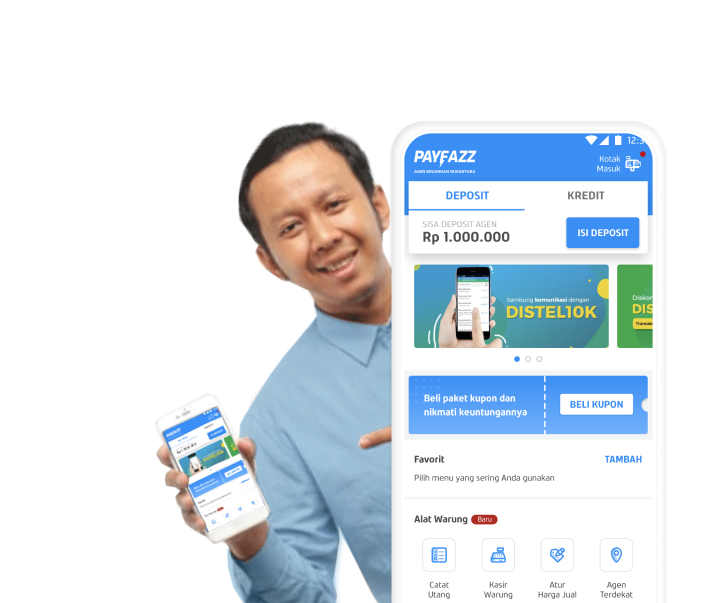 12:3
PAYFAZZ
AGEN KEUANGAN NUSANTARA
Kotak
Masuk
DEPOSIT
KREDIT
SISA DEPOSIT AGEN
Rp 1.000.000
ISI DEPOSIT
Sambung komunikasi dengan
DISTEL10K
Diskon
DIS
Beli paket kupon dan
nikmati keuntungannya
BELI KUPON
Favorit
TAMBAH
Pilih menu yang sering Anda gunakan
Alat Warung
Baru
Catat
Utang
Kasir
Warung
Atur
Harga Jual
Agen
Terdekat
PAYFAZZ
DISTEL10K